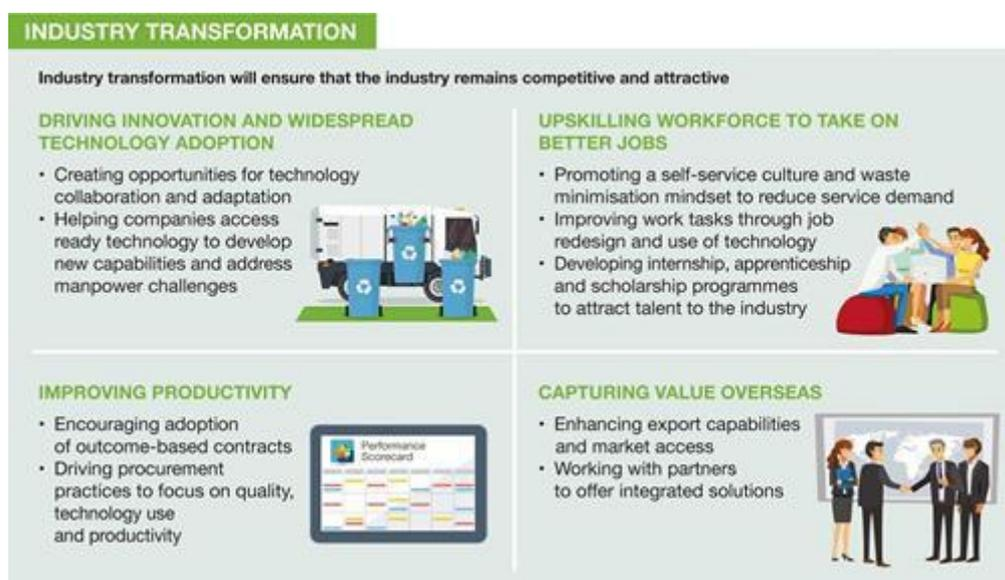 INDUSTRY TRANSFORMATION
Industry transformation will ensure that the industry remains competitive and attractive
DRIVING INNOVATION AND WIDESPREAD
TECHNOLOGY ADOPTION
• Creating opportunities for technology
collaboration and adaptation
• Helping companies access
ready technology to develop
new capabilities and address
manpower challenges
UPSKILLING WORKFORCE TO TAKE ON
BETTER JOBS
• Promoting a self-service culture and waste
minimisation mindset to reduce service demand
• Improving work tasks through job
redesign and use of technology
• Developing internship, apprenticeship
and scholarship programmes
to attract talent to the industry
IMPROVING PRODUCTIVITY
• Encouraging adoption
of outcome-based contracts
• Driving procurement
practices to focus on quality,
technology use
and productivity
Performance
Scorecard
CAPTURING VALUE OVERSEAS
• Enhancing export capabilities
and market access
• Working with partners
to offer integrated solutions